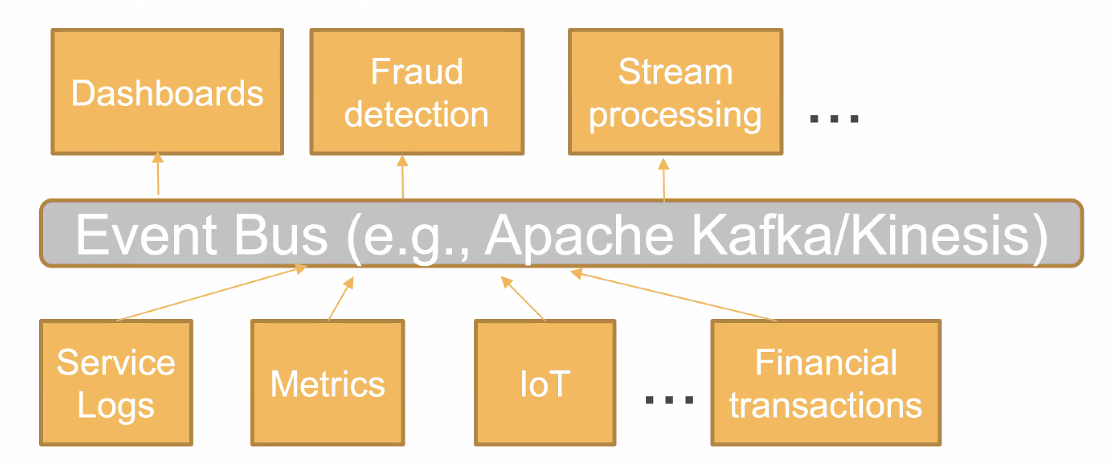 Dashboards
Fraud
detection
Stream
processing
...
Event Bus (e.g., Apache Kafka/Kinesis)
Service
Logs
Metrics
IoT
...
Financial
transactions